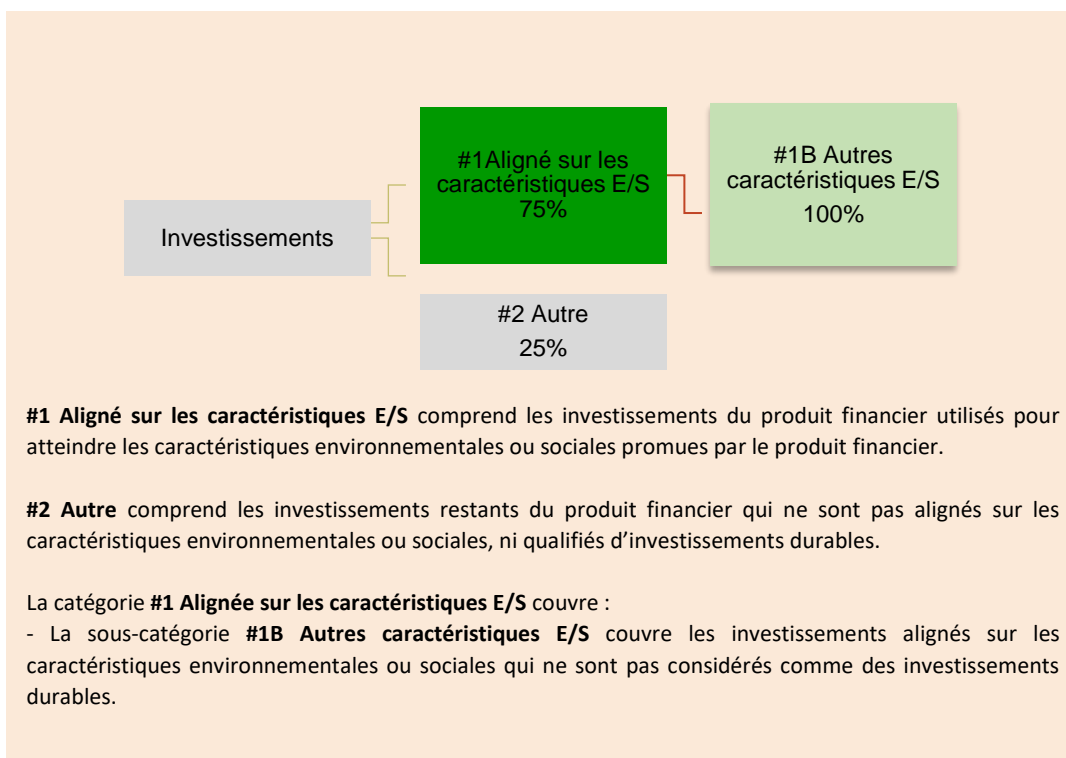 #1Aligné sur les
caractéristiques E/S
75%
#1B Autres
caractéristiques E/S
100%
Investissements
#2 Autre
25%
#1 Aligné sur les caractéristiques E/S comprend les investissements du produit financier utilisés pour
atteindre les caractéristiques environnementales ou sociales promues par le produit financier.
#2 Autre comprend les investissements restants du produit financier qui ne sont pas alignés sur les
caractéristiques environnementales ou sociales, ni qualifiés d’investissements durables.
La catégorie #1 Alignée sur les caractéristiques E/S couvre :
- La sous-catégorie #1B Autres caractéristiques E/S couvre les investissements alignés sur les
caractéristiques environnementales ou sociales qui ne sont pas considérés comme des investissements
durables.